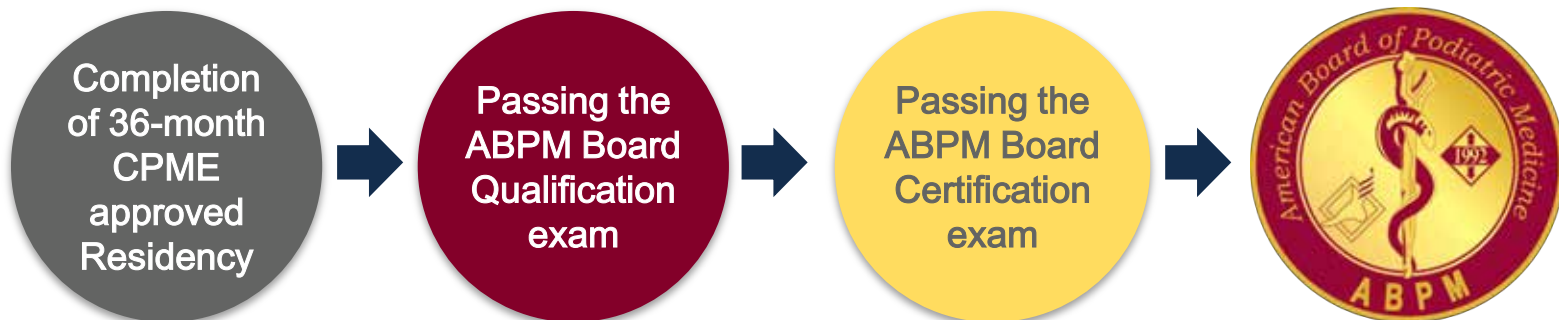 Completion
of 36-month
CPME
approved
Residency
Passing the
ABPM Board
Qualification
exam
Passing the
ABPM Board
Certification
exam
American Board of Podiatric Medicine
1992
ABPM